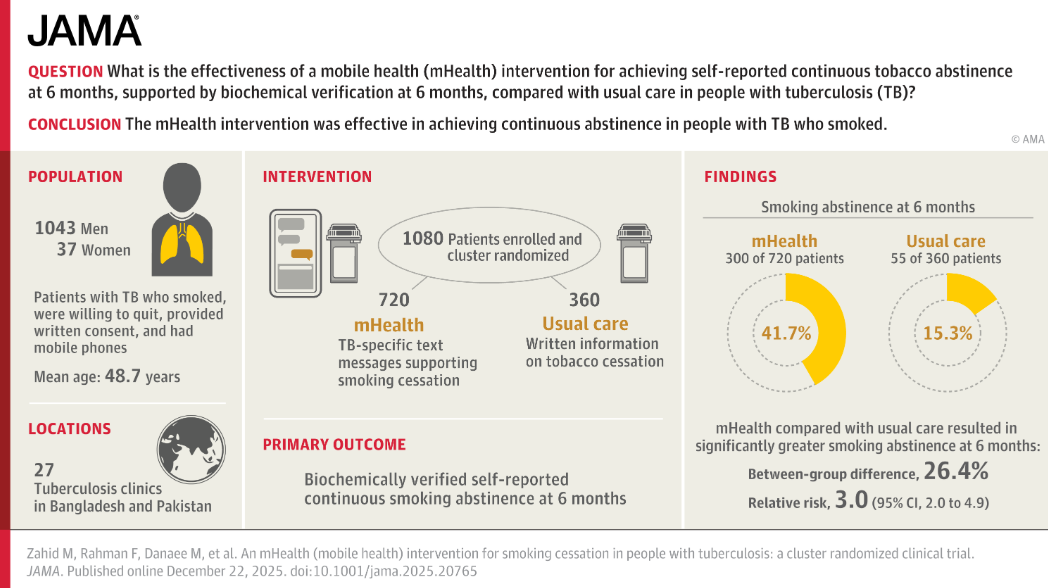 JAMA®
QUESTION What is the effectiveness of a mobile health (mHealth) intervention for achieving self-reported continuous tobacco abstinence
at 6 months, supported by biochemical verification at 6 months, compared with usual care in people with tuberculosis (TB)?
CONCLUSION The mHealth intervention was effective in achieving continuous abstinence in people with TB who smoked.
© AMA
POPULATION
1043 Men
37 Women
Patients with TB who smoked,
were willing to quit, provided
written consent, and had
mobile phones
Mean age: 48.7 years
LOCATIONS
27
Tuberculosis clinics
in Bangladesh and Pakistan
INTERVENTION
1080 Patients enrolled and
cluster randomized
720
mHealth
TB-specific text
messages supporting
smoking cessation
360
Usual care
Written information
on tobacco cessation
PRIMARY OUTCOME
Biochemically verified self-reported
continuous smoking abstinence at 6 months
FINDINGS
Smoking abstinence at 6 months
mHealth
300 of 720 patients
41.7%
Usual care
55 of 360 patients
15.3%
mHealth compared with usual care resulted in
significantly greater smoking abstinence at 6 months:
Between-group difference, 26.4%
Relative risk, 3.0 (95% CI, 2.0 to 4.9)
Zahid M, Rahman F, Danaee M, et al. An mHealth (mobile health) intervention for smoking cessation in people with tuberculosis: a cluster randomized clinical trial.
JAMA. Published online December 22, 2025. doi:10.1001/jama.2025.20765